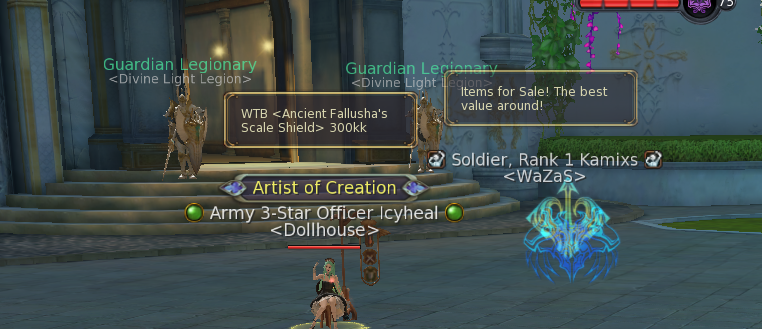 75
Guardian Legionary
<Divine Light Legion>
Guardian Legionary
<Divine Light Legion>
WTB <Ancient Fallusha's
Scale Shield> 300kk
Items for Sale! The best
value around!
Soldier, Rank 1 Kamixs
<WaZaS>
Artist of Creation
Army 3-Star Officer Icyheal
<Dollhouse>